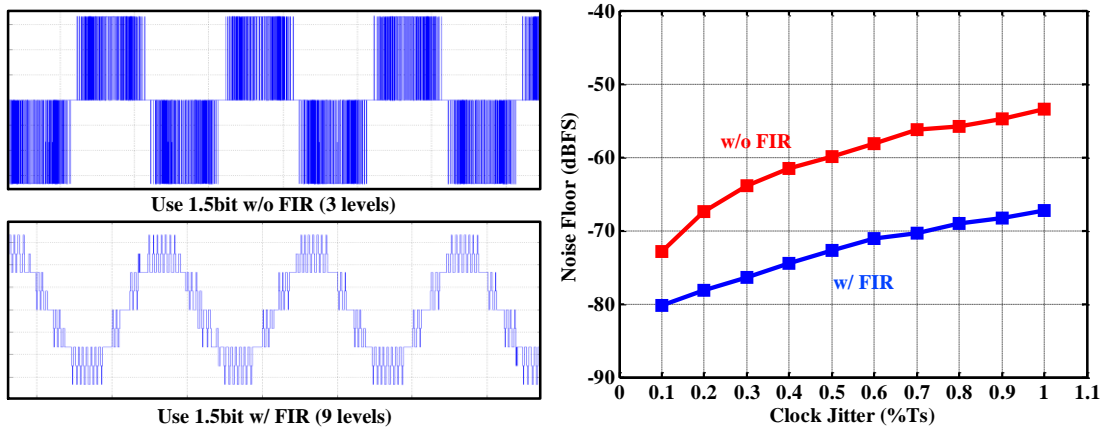 Use 1.5bit w/o FIR (3 levels)
Use 1.5bit w/ FIR (9 levels)
Noise Floor (dBFS)
-40
-50
-60
-70
-80
-90
w/o FIR
w/ FIR
0 0.1 0.2 0.3 0.4 0.5 0.6 0.7 0.8 0.9 1 1.1
Clock Jitter (%Ts)